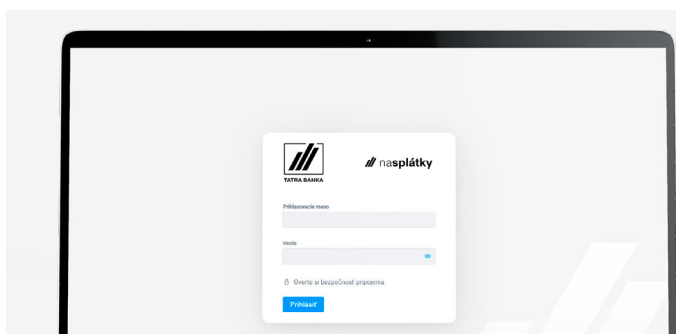 TATRA BANKA
nasplátky
Prihlasovacie meno
Heslo
Overte si bezpečnosť pripojenia
Prihlásiť